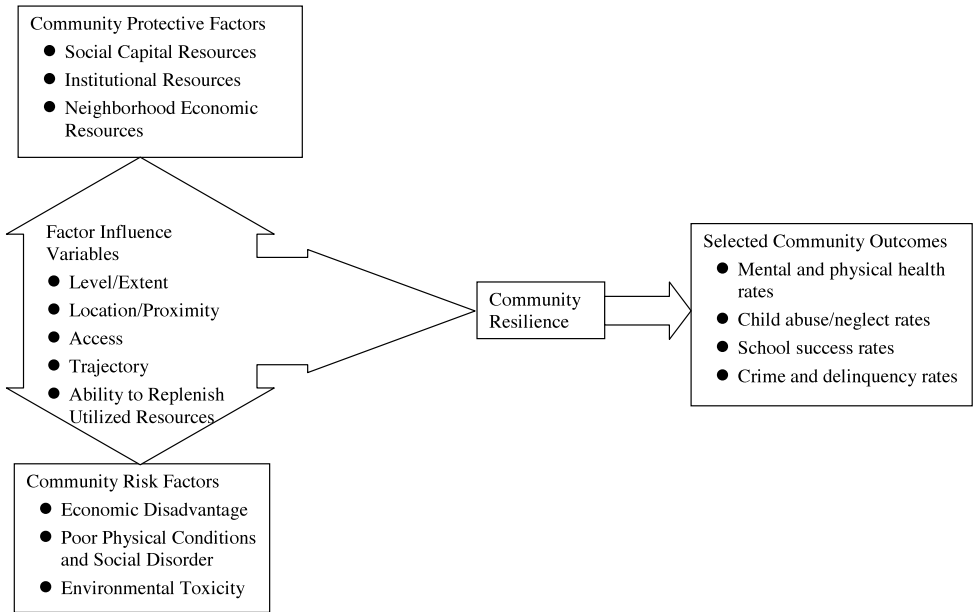 Community Protective Factors
● Social Capital Resources
● Institutional Resources
● Neighborhood Economic
Resources
Factor Influence
Variables
● Level/Extent
● Location/Proximity
● Access
● Trajectory
● Ability to Replenish
Utilized Resources
Community Risk Factors
● Economic Disadvantage
● Poor Physical Conditions
and Social Disorder
● Environmental Toxicity
Community
Resilience
Selected Community Outcomes
● Mental and physical health
rates
● Child abuse/neglect rates
● School success rates
● Crime and delinquency rates